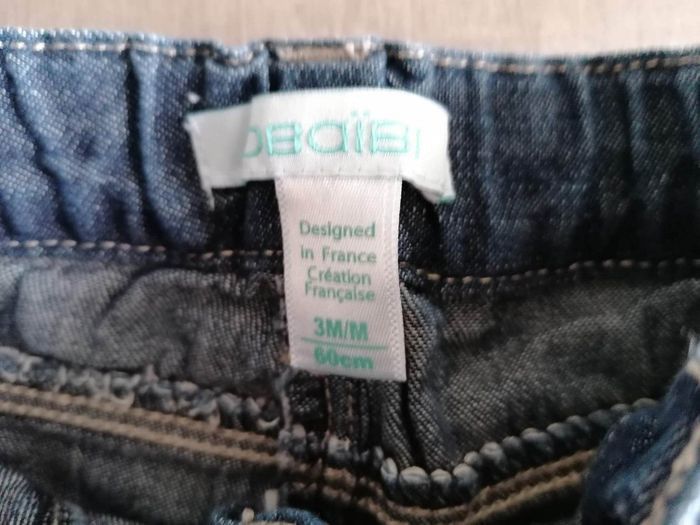 obaïbi
Designed
in France
Création
Française
3M/M
60cm